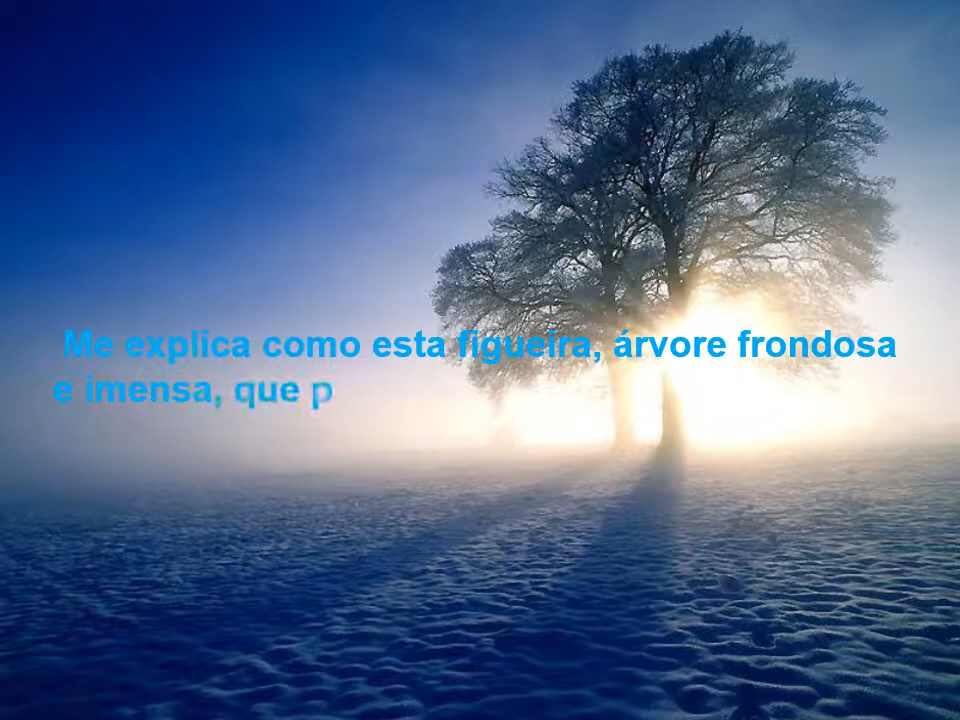 Me explica como esta figueira, árvore frondosa
e imensa, que p